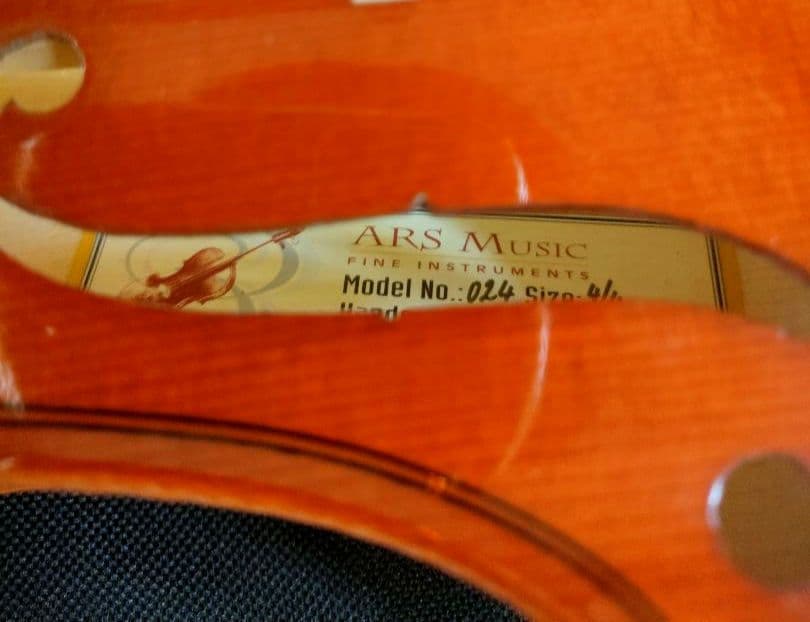 ARS MUSIC
FINE INSTRUMENTS
Model No.: 024 Size: 4/4